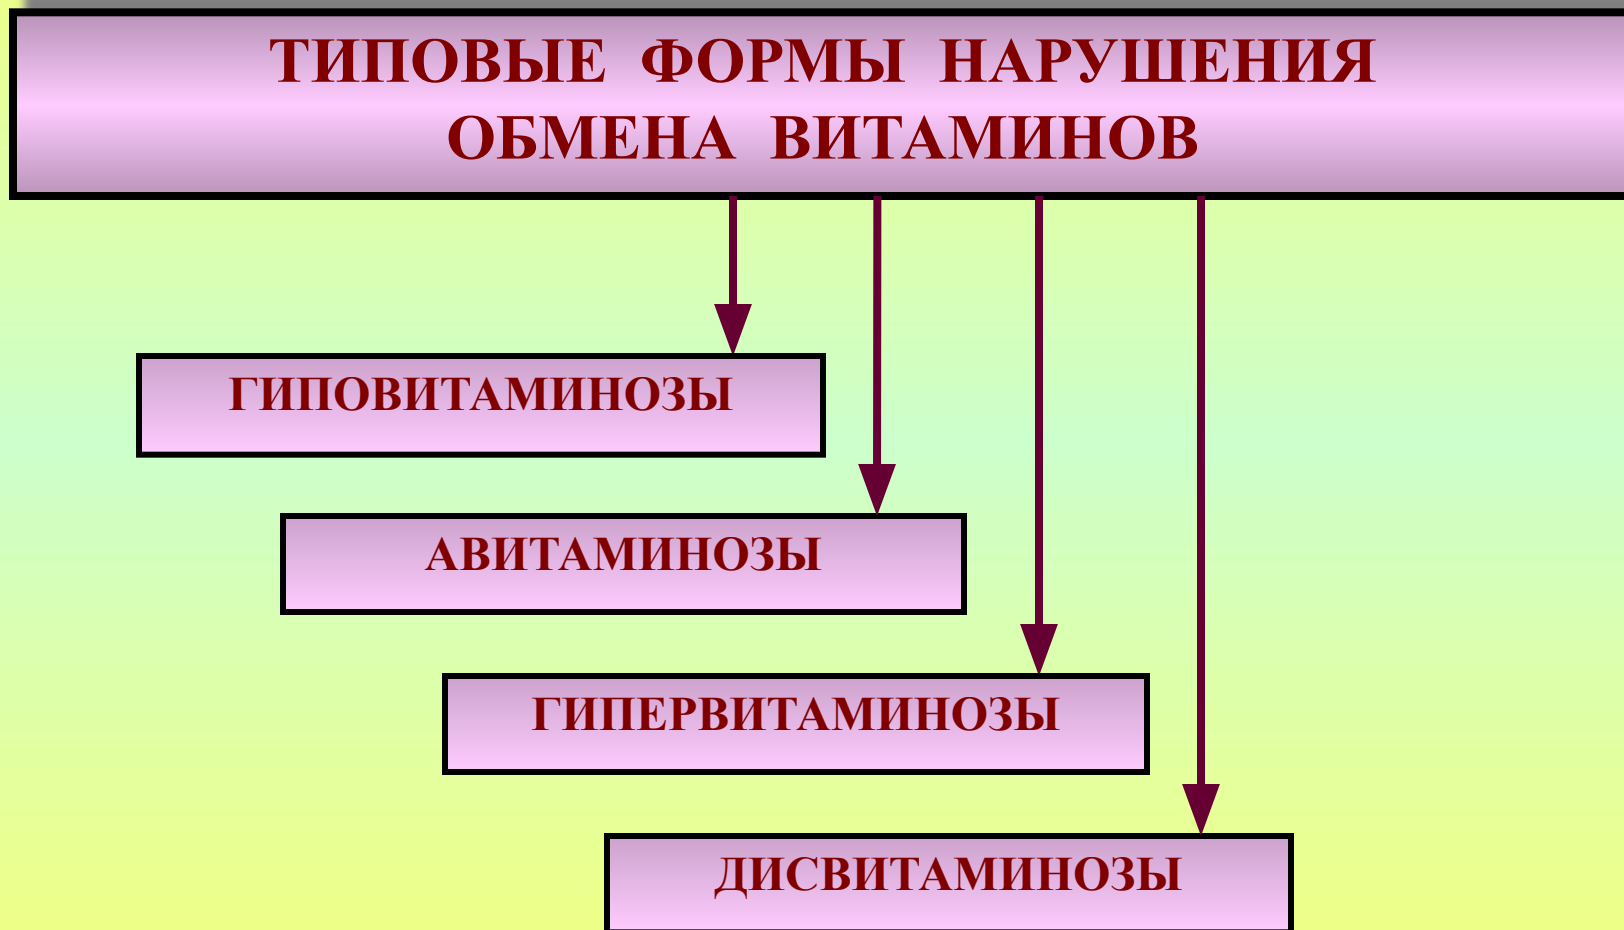 ТИПОВЫЕ ФОРМЫ НАРУШЕНИЯ
ОБМЕНА ВИТАМИНОВ
ГИПОВИТАМИНОЗЫ
АВИТАМИНОЗЫ
ГИПЕРВИТАМИНОЗЫ
ДИСВИТАМИНОЗЫ